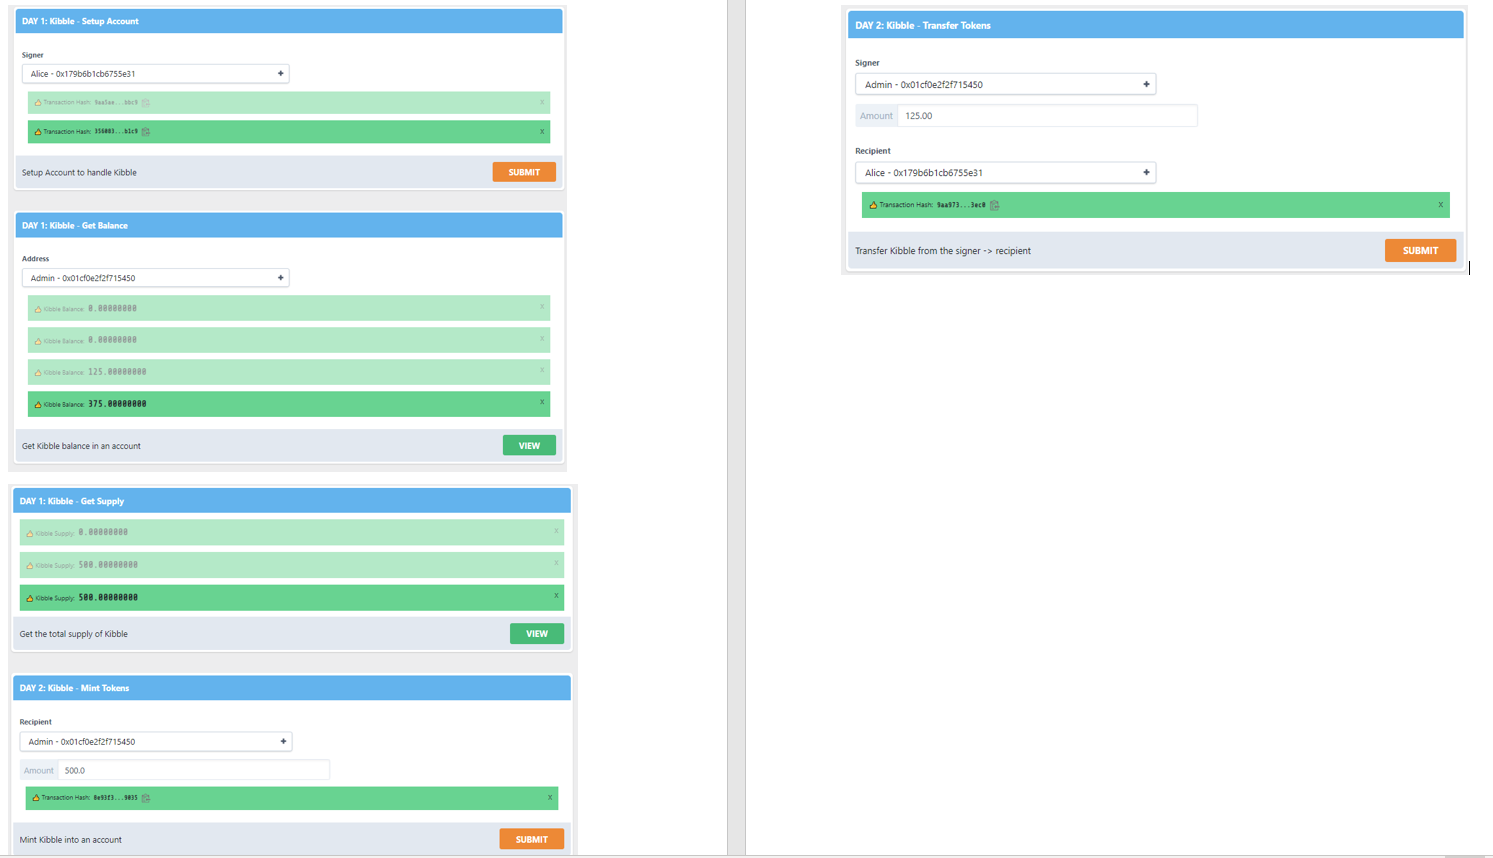 DAY 1: Kibble - Setup Account
Signer
Alice - 0x179b6b1cb6755e31 +
Transaction Hash: 9aa5ae...bbc9 X
Transaction Hash: 356083...b1c9 X
Setup Account to handle Kibble SUBMIT
DAY 1: Kibble - Get Balance
Address
Admin - 0x01cf0e2f2f715450 +
Kibble Balance: 0.00000000 X
Kibble Balance: 0.00000000 X
Kibble Balance: 125.00000000 X
Kibble Balance: 375.00000000 X
Get Kibble balance in an account VIEW
DAY 1: Kibble - Get Supply
Kibble Supply: 0.00000000 X
Kibble Supply: 500.00000000 X
Kibble Supply: 500.00000000 X
Get the total supply of Kibble VIEW
DAY 2: Kibble - Mint Tokens
Recipient
Admin - 0x01cf0e2f2f715450 +
Amount 500.0
Transaction Hash: 8e93f3...9035 X
Mint Kibble into an account SUBMIT
DAY 2: Kibble - Transfer Tokens
Signer
Admin - 0x01cf0e2f2f715450 +
Amount 125.00
Recipient
Alice - 0x179b6b1cb6755e31 +
Transaction Hash: 9aa973...3ec0 X
Transfer Kibble from the signer -> recipient SUBMIT